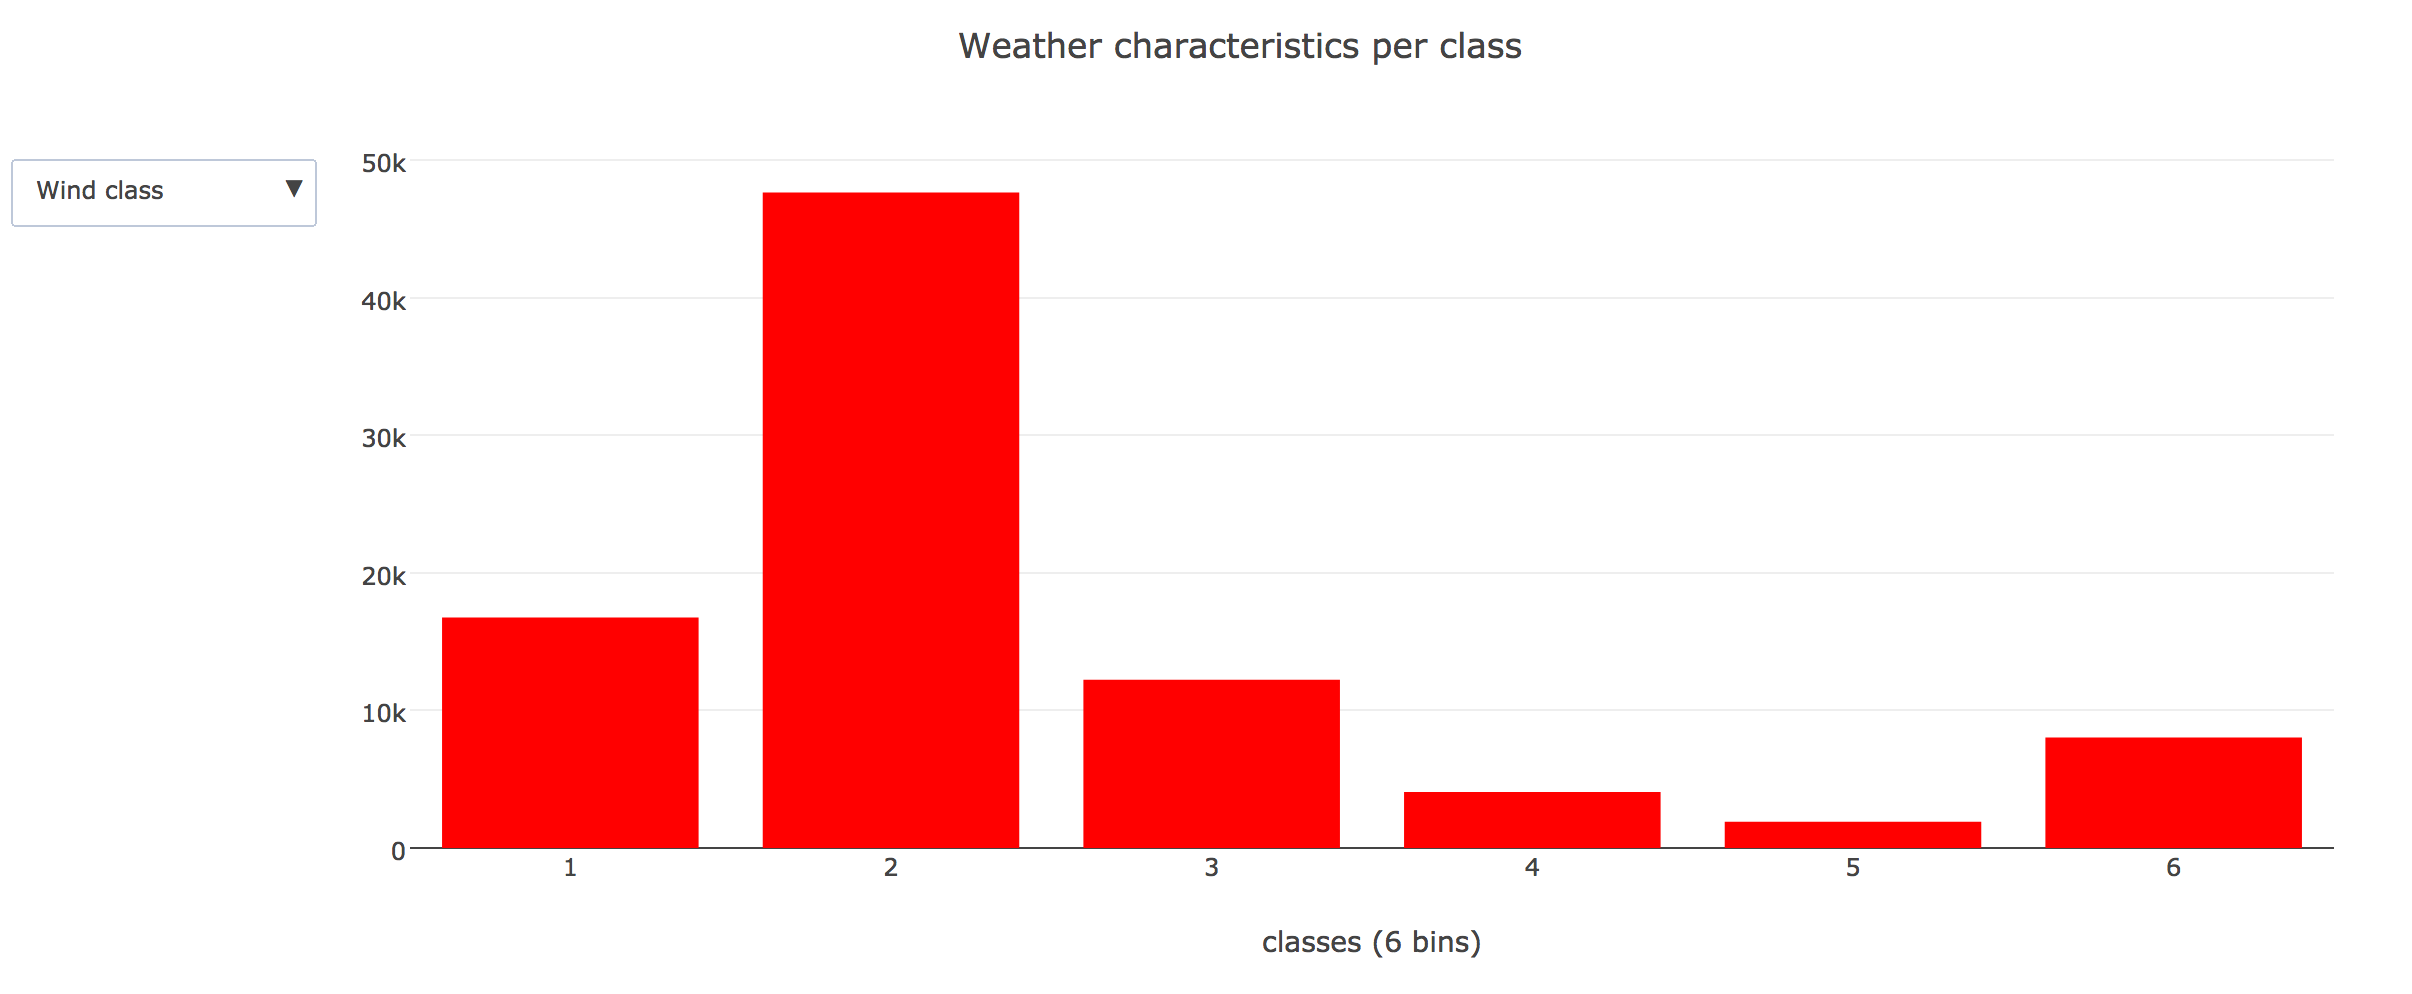 Weather characteristics per class
Wind class ▼
50k
40k
30k
20k
10k
0
1 2 3 4 5 6
classes (6 bins)